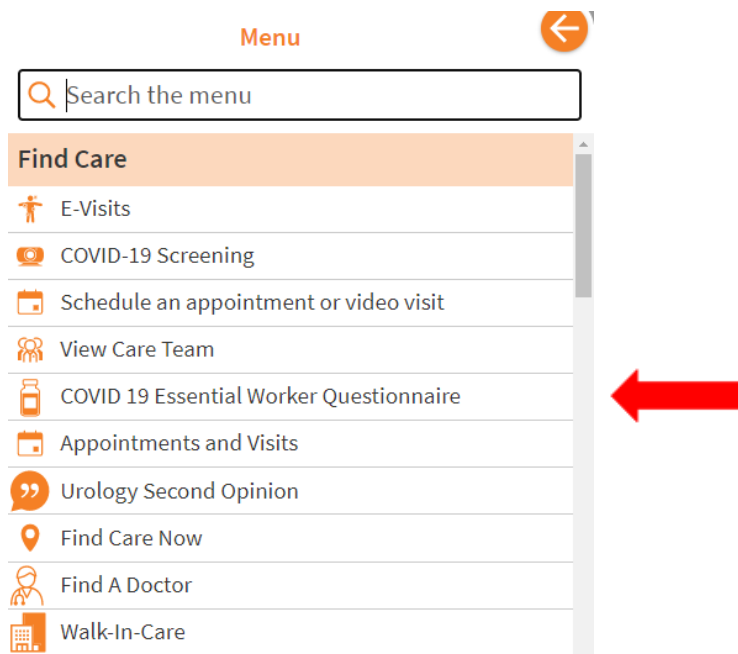 Menu
Search the menu
Find Care
E-Visits
COVID-19 Screening
Schedule an appointment or video visit
View Care Team
COVID 19 Essential Worker Questionnaire
Appointments and Visits
Urology Second Opinion
Find Care Now
Find A Doctor
Walk-In-Care